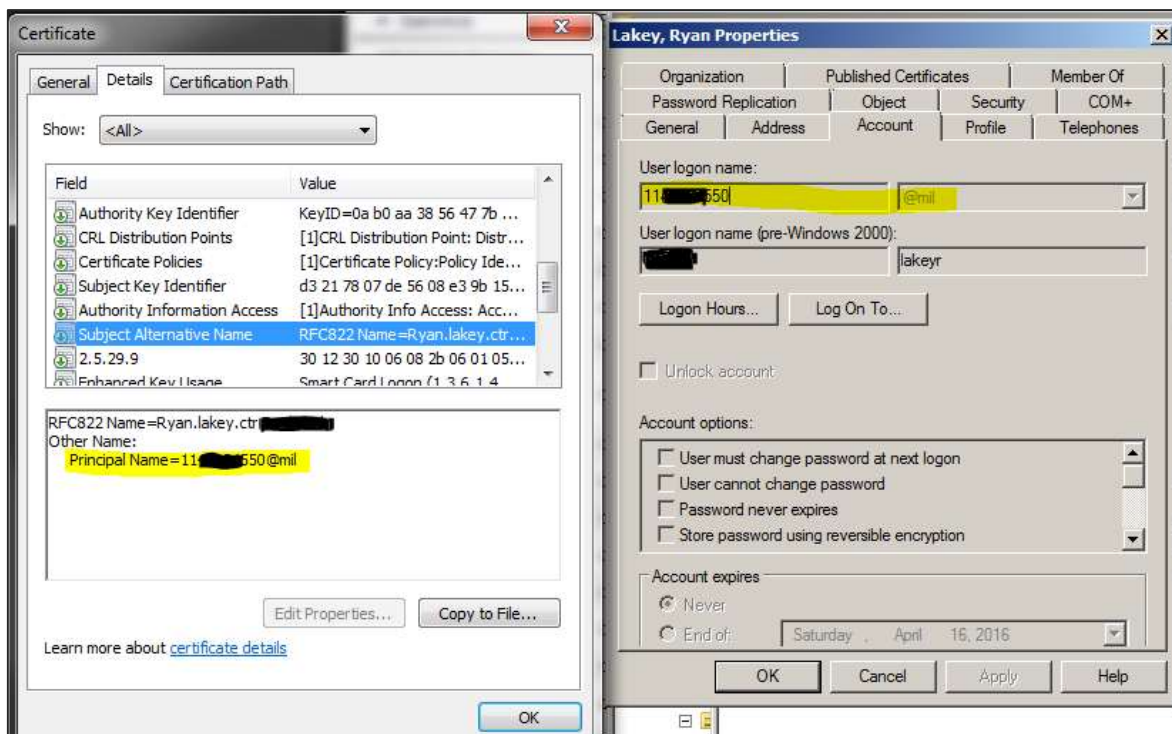 Certificate
General Details Certification Path
Show: <All>
Field Value
Authority Key Identifier KeyID=0a b0 aa 38 56 47 7b ...
CRL Distribution Points [1]CRL Distribution Point: Distr...
Certificate Policies [1]Certificate Policy:Policy Ide...
Subject Key Identifier d3 21 78 07 de 56 08 e3 9b 15...
Authority Information Access [1]Authority Info Access: Acc...
Subject Alternative Name RFC822 Name=Ryan.lakey.ctr...
2.5.29.9 30 12 30 10 06 08 2b 06 01 05...
Enhanced Key Usage Smart Card Logon (1.3.6.1.4
RFC822 Name=Ryan.lakey.ctr
Other Name:
Principal Name=11 550@mil
Edit Properties... Copy to File...
Learn more about certificate details
OK
Lakey, Ryan Properties
Organization Published Certificates Member Of
Password Replication Object Security COM+
General Address Account Profile Telephones
User logon name:
11 550 @mil
User logon name (pre-Windows 2000):
lakeyr
Logon Hours... Log On To...
Unlock account
Account options:
User must change password at next logon
User cannot change password
Password never expires
Store password using reversible encryption
Account expires
Never
End of: Saturday , April 16, 2016
OK Cancel Apply Help